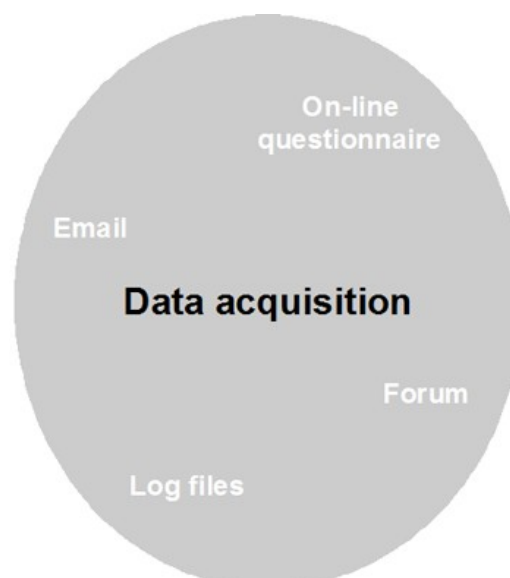 On-line
questionnaire
Email
Data acquisition
Forum
Log files